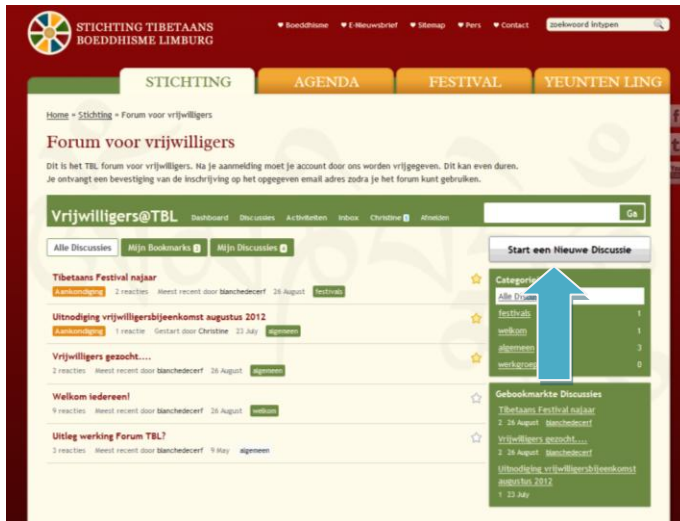 STICHTING TIBETAANS
BOEDDHISME LIMBURG
Boeddhisme E-Nieuwsbrief Sitemap Pers Contact
zoekwoord intypen
STICHTING AGENDA FESTIVAL YEUNTEN LING
Home » Stichting » Forum voor vrijwilligers
Forum voor vrijwilligers
Dit is het TBL forum voor vrijwilligers. Na je aanmelding moet je account door ons worden vrijgegeven. Dit kan even duren.
Je ontvangt een bevestiging van de inschrijving op het opgegeven email adres zodra je het forum kunt gebruiken.
Vrijwilligers@TBL Dashboard Discussies Activiteiten Inbox Christine Afmelden
Ga
Alle Discussies Mijn Bookmarks 3 Mijn Discussies 4
Start een Nieuwe Discussie
Tibetaans Festival najaar
Aankondiging 2 reacties Meest recent door blanchedecerf 26 August festivals
Uitnodiging vrijwilligersbijeenkomst augustus 2012
Aankondiging 1 reactie Gestart door Christine 23 July algemeen
Vrijwilligers gezocht....
2 reacties Meest recent door blanchedecerf 26 August algemeen
Welkom iedereen!
9 reacties Meest recent door blanchedecerf 26 August welkom
Uitleg werking Forum TBL?
3 reacties Meest recent door blanchedecerf 9 May algemeen
Categorie
Alle Dis
festivals 1
welkom 1
algemeen 3
werkgroe 0
Gebookmarkte Discussies
Tibetaans Festival najaar
2 26 August blanchedecerf
Vrijwilligers gezocht....
2 26 August blanchedecerf
Uitnodiging vrijwilligersbijeenkomst
augustus 2012
1 23 July